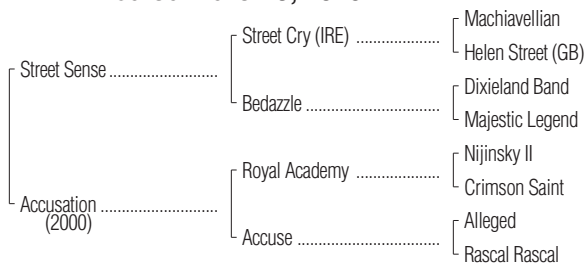 Machiavellian
Street Cry (IRE) ......................
Helen Street (GB)
Street Sense .............................
Dixieland Band
Bedazzle ...................................
Majestic Legend
Nijinsky II
Royal Academy ......................
Crimson Saint
Accusation ................................
(2000)
Alleged
Accuse ......................................
Rascal Rascal